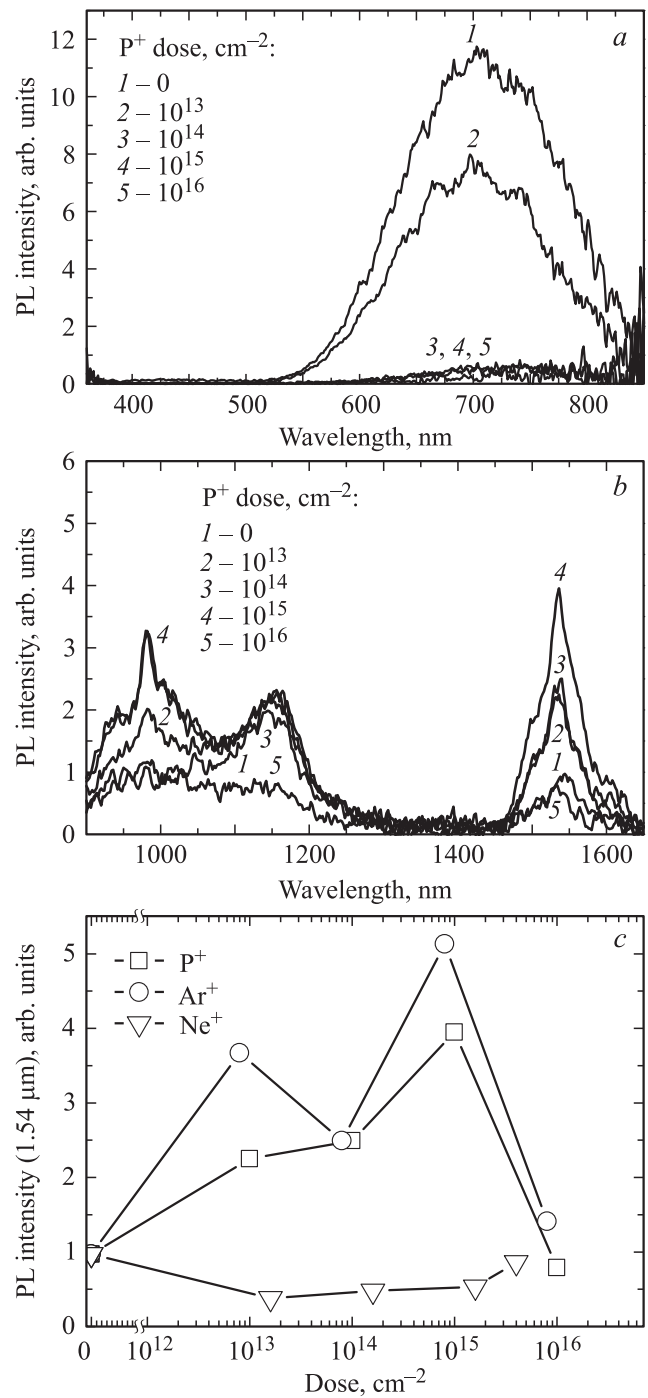 a
P⁺ dose, cm⁻²:
1 – 0
2 – 10¹³
3 – 10¹⁴
4 – 10¹⁵
5 – 10¹⁶
1
2
3, 4, 5
12
10
8
6
4
2
0
PL intensity, arb. units
400 500 600 700 800
Wavelength, nm
b
P⁺ dose, cm⁻²:
1 – 0
2 – 10¹³
3 – 10¹⁴
4 – 10¹⁵
5 – 10¹⁶
4
2
3
1
5
4
3
2
1
5
6
5
4
3
2
1
0
PL intensity, arb. units
1000 1200 1400 1600
Wavelength, nm
c
P⁺
Ar⁺
Ne⁺
5
4
3
2
1
0
PL intensity (1.54 μm), arb. units
0 10¹² 10¹³ 10¹⁴ 10¹⁵ 10¹⁶
Dose, cm⁻²